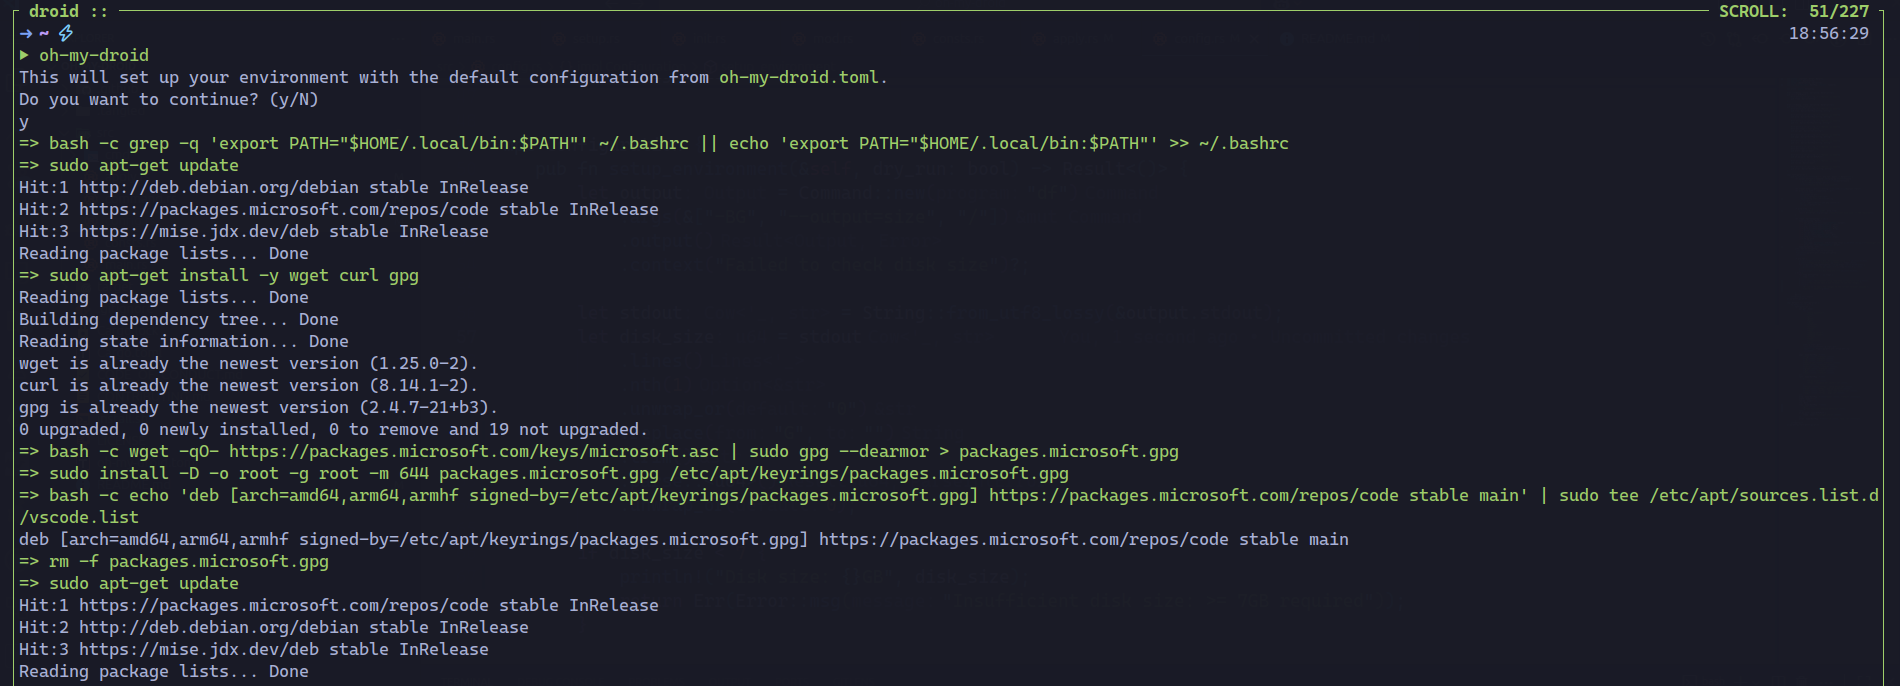 droid :: SCROLL: 51/227
→ ~ ⚡ 18:56:29
▶ oh-my-droid
This will set up your environment with the default configuration from oh-my-droid.toml.
Do you want to continue? (y/N)
y
=> bash -c grep -q 'export PATH="$HOME/.local/bin:$PATH"' ~/.bashrc || echo 'export PATH="$HOME/.local/bin:$PATH"' >> ~/.bashrc
=> sudo apt-get update
Hit:1 http://deb.debian.org/debian stable InRelease
Hit:2 https://packages.microsoft.com/repos/code stable InRelease
Hit:3 https://mise.jdx.dev/deb stable InRelease
Reading package lists... Done
=> sudo apt-get install -y wget curl gpg
Reading package lists... Done
Building dependency tree... Done
Reading state information... Done
wget is already the newest version (1.25.0-2).
curl is already the newest version (8.14.1-2).
gpg is already the newest version (2.4.7-21+b3).
0 upgraded, 0 newly installed, 0 to remove and 19 not upgraded.
=> bash -c wget -qO- https://packages.microsoft.com/keys/microsoft.asc | sudo gpg --dearmor > packages.microsoft.gpg
=> sudo install -D -o root -g root -m 644 packages.microsoft.gpg /etc/apt/keyrings/packages.microsoft.gpg
=> bash -c echo 'deb [arch=amd64,arm64,armhf signed-by=/etc/apt/keyrings/packages.microsoft.gpg] https://packages.microsoft.com/repos/code stable main' | sudo tee /etc/apt/sources.list.d
/vscode.list
deb [arch=amd64,arm64,armhf signed-by=/etc/apt/keyrings/packages.microsoft.gpg] https://packages.microsoft.com/repos/code stable main
=> rm -f packages.microsoft.gpg
=> sudo apt-get update
Hit:1 https://packages.microsoft.com/repos/code stable InRelease
Hit:2 http://deb.debian.org/debian stable InRelease
Hit:3 https://mise.jdx.dev/deb stable InRelease
Reading package lists... Done